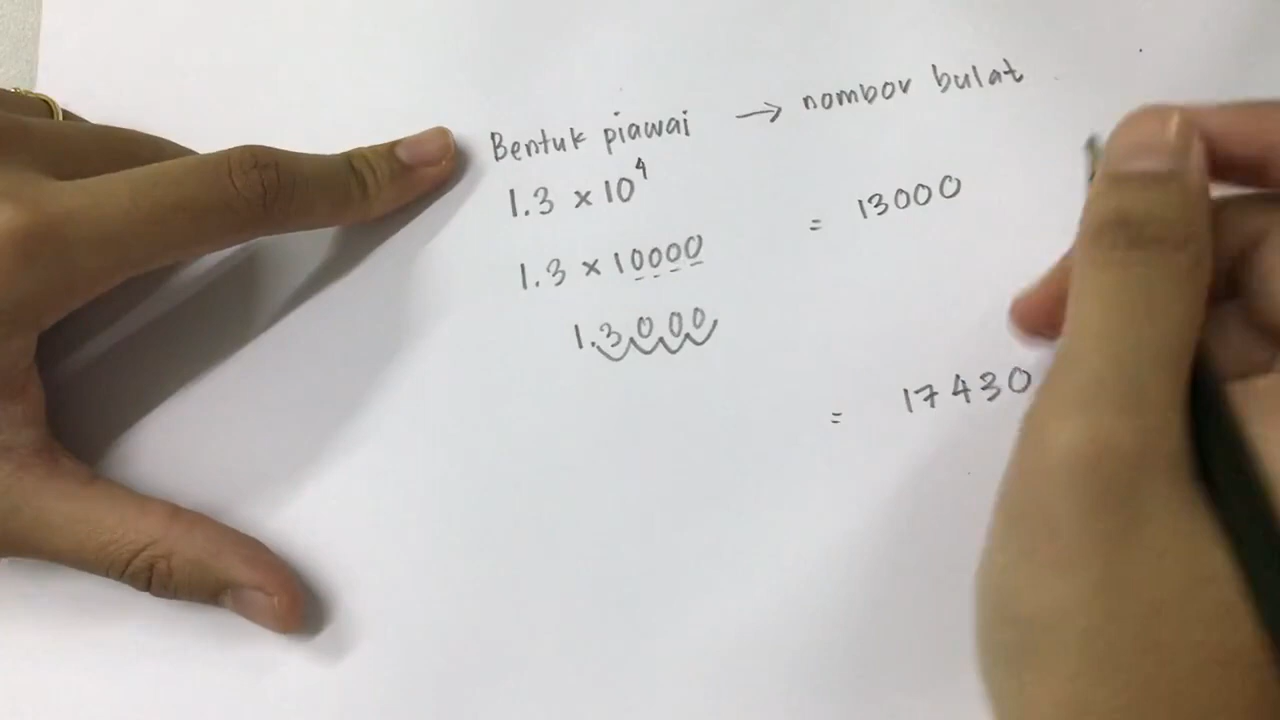 Bentuk piawai → nombor bulat
1.3 × 10⁴
= 13000
1.3 × 10000
1.3000
= 17430